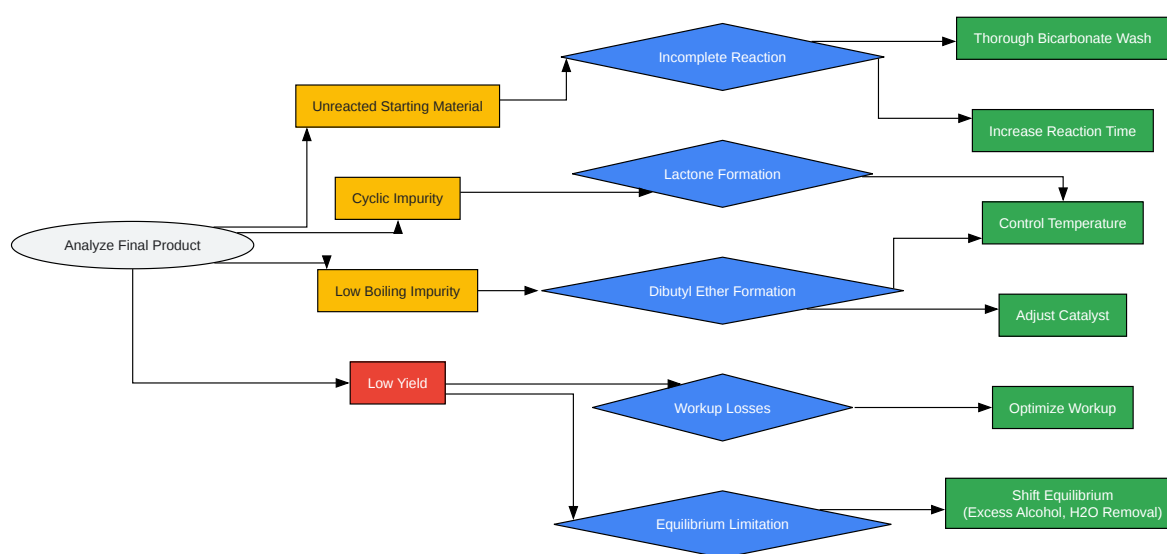 Analyze Final Product
Unreacted Starting Material
Cyclic Impurity
Low Boiling Impurity
Low Yield
Incomplete Reaction
Lactone Formation
Dibutyl Ether Formation
Workup Losses
Equilibrium Limitation
Thorough Bicarbonate Wash
Increase Reaction Time
Control Temperature
Adjust Catalyst
Optimize Workup
Shift Equilibrium
(Excess Alcohol, H2O Removal)